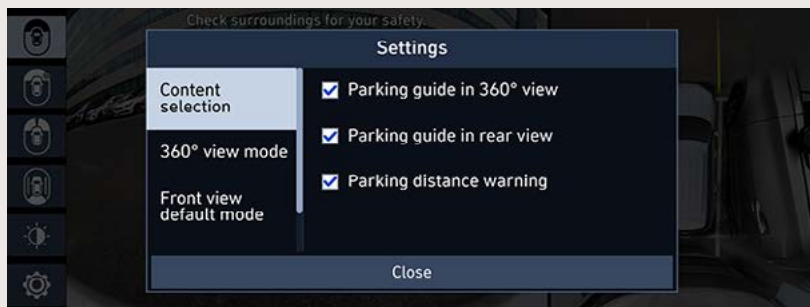 Check surroundings for your safety.
Settings
Content
selection
360° view mode
Front view
default mode
Parking guide in 360° view
Parking guide in rear view
Parking distance warning
Close